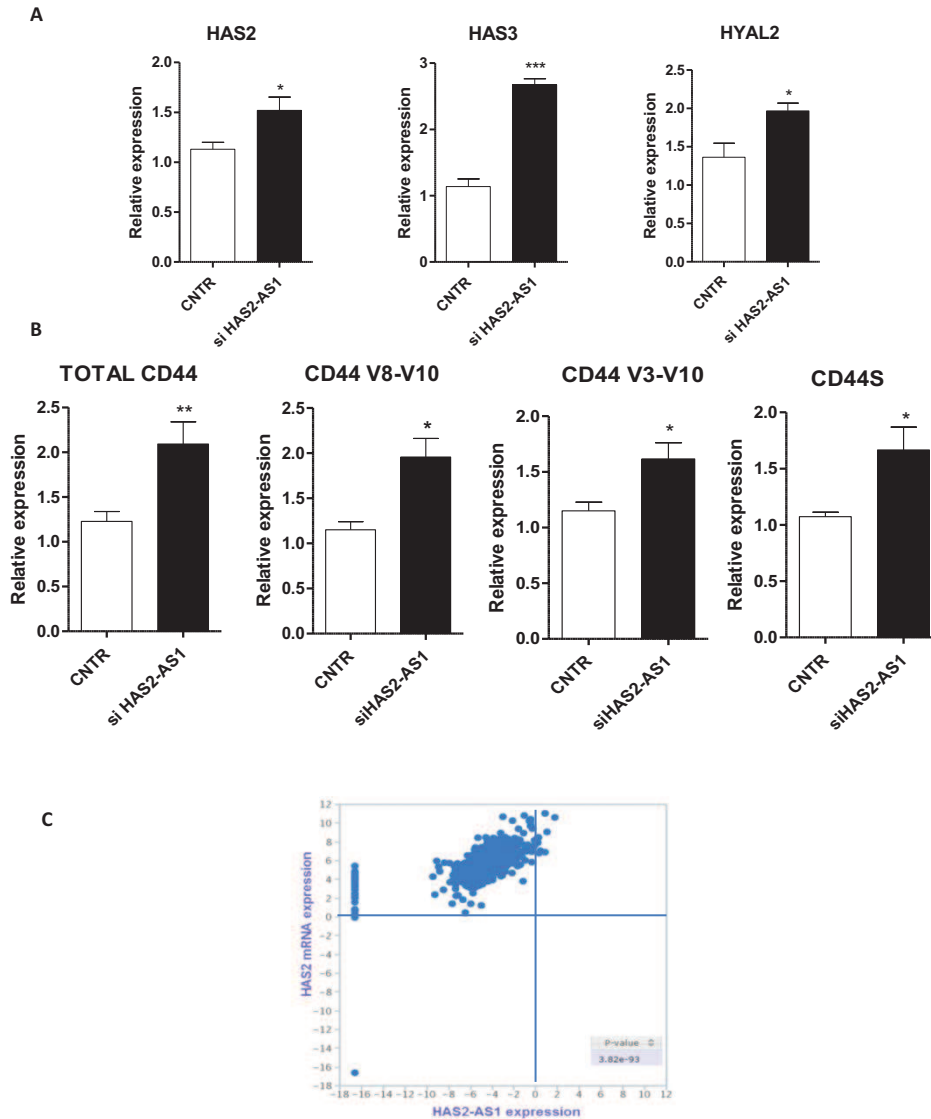 A
HAS2
HAS3
HYAL2
Relative expression
2.0
1.5
1.0
0.5
0.0
*
CNTR
si HAS2-AS1
Relative expression
3
2
1
0
***
CNTR
si HAS2-AS1
Relative expression
2.5
2.0
1.5
1.0
0.5
0.0
*
CNTR
si HAS2-AS1
B
TOTAL CD44
CD44 V8-V10
CD44 V3-V10
CD44S
Relative expression
2.5
2.0
1.5
1.0
0.5
0.0
**
CNTR
si HAS2-AS1
Relative expression
2.5
2.0
1.5
1.0
0.5
0.0
*
CNTR
siHAS2-AS1
Relative expression
2.0
1.5
1.0
0.5
0.0
*
CNTR
siHAS2-AS1
Relative expression
2.0
1.5
1.0
0.5
0.0
*
CNTR
siHAS2-AS1
C
HAS2 mRNA expression
12
10
8
6
4
2
0
-2
-4
-6
-8
-10
-12
-14
-16
-18
P-value
3.82e-93
-18 -16 -14 -12 -10 -8 -6 -4 -2 0 2 4 6 8 10 12
HAS2-AS1 expression